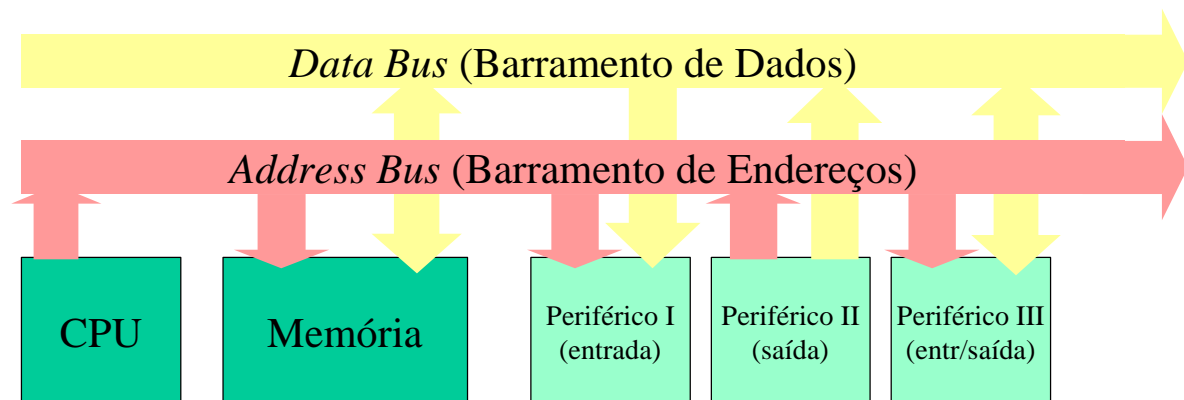 Data Bus (Barramento de Dados)
Address Bus (Barramento de Endereços)
CPU
Memória
Periférico I
(entrada)
Periférico II
(saída)
Periférico III
(entr/saída)